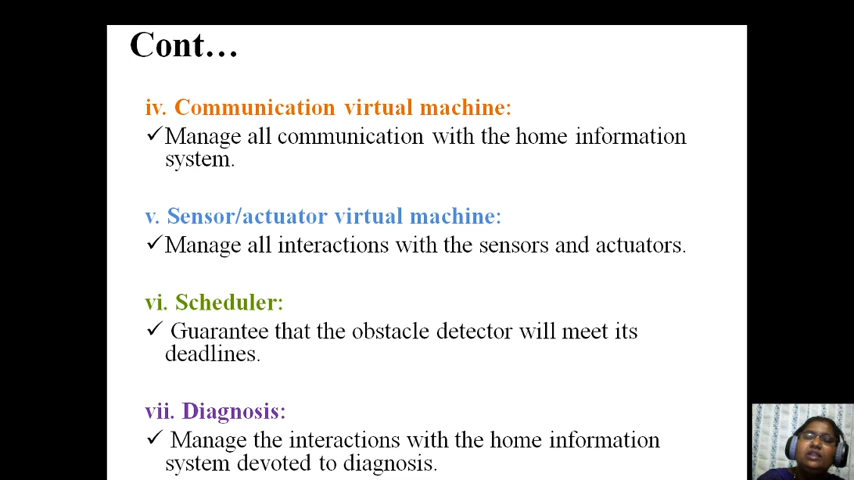 Cont…
iv. Communication virtual machine:
✓Manage all communication with the home information
system.
v. Sensor/actuator virtual machine:
✓Manage all interactions with the sensors and actuators.
vi. Scheduler:
✓ Guarantee that the obstacle detector will meet its
deadlines.
vii. Diagnosis:
✓ Manage the interactions with the home information
system devoted to diagnosis.